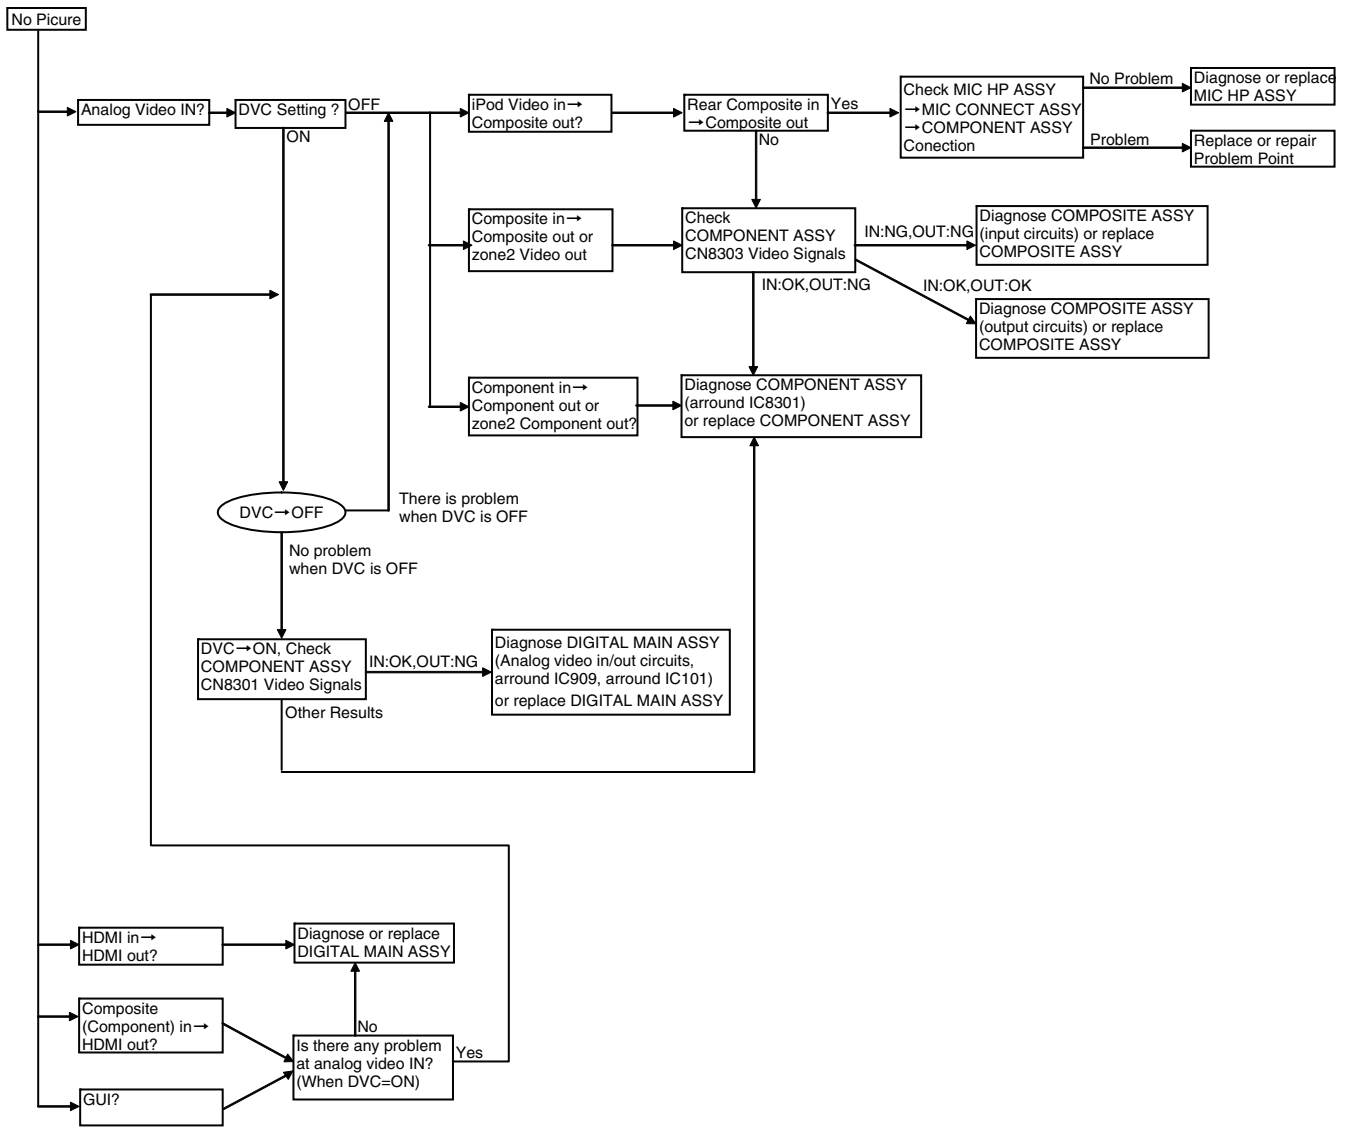 No Picure
Analog Video IN?
DVC Setting ?
OFF
ON
iPod Video in→
Composite out?
Rear Composite in
→Composite out
Yes
No
Check MIC HP ASSY
→MIC CONNECT ASSY
→COMPONENT ASSY
Conection
No Problem
Diagnose or replace
MIC HP ASSY
Problem
Replace or repair
Problem Point
Composite in→
Composite out or
zone2 Video out
Check
COMPONENT ASSY
CN8303 Video Signals
IN:NG,OUT:NG
Diagnose COMPOSITE ASSY
(input circuits) or replace
COMPOSITE ASSY
IN:OK,OUT:NG
IN:OK,OUT:OK
Diagnose COMPOSITE ASSY
(output circuits) or replace
COMPOSITE ASSY
Component in→
Component out or
zone2 Component out?
Diagnose COMPONENT ASSY
(arround IC8301)
or replace COMPONENT ASSY
DVC→OFF
There is problem
when DVC is OFF
No problem
when DVC is OFF
DVC→ON, Check
COMPONENT ASSY
CN8301 Video Signals
IN:OK,OUT:NG
Diagnose DIGITAL MAIN ASSY
(Analog video in/out circuits,
arround IC909, arround IC101)
or replace DIGITAL MAIN ASSY
Other Results
HDMI in→
HDMI out?
Diagnose or replace
DIGITAL MAIN ASSY
Composite
(Component) in→
HDMI out?
No
Is there any problem
at analog video IN?
(When DVC=ON)
Yes
GUI?